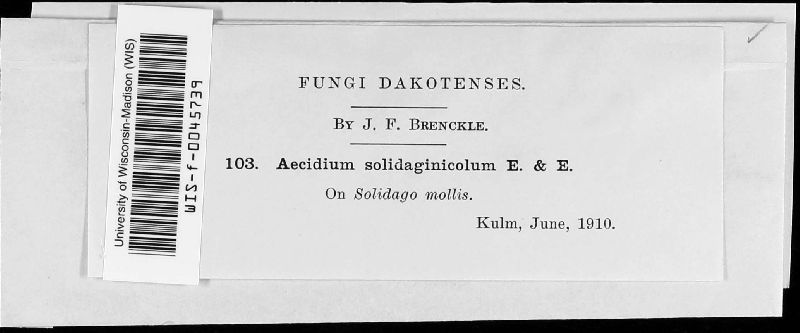 University of Wisconsin-Madison (WIS)
WIS-f-0045739
FUNGI DAKOTENSES.
BY J. F. BRENCKLE.
103. Aecidium solidaginicolum E. & E.
On Solidago mollis.
Kulm, June, 1910.